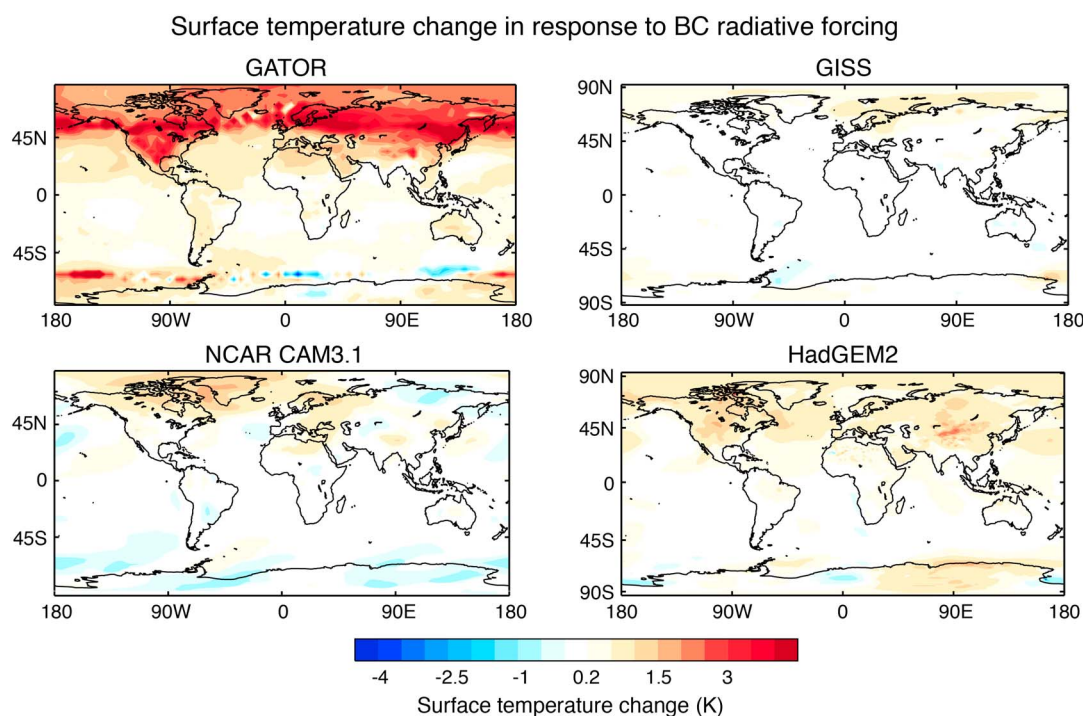 Surface temperature change in response to BC radiative forcing
GATOR
GISS
45N
0
45S
180 90W 0 90E 180
90N
45N
0
45S
90S
180 90W 0 90E 180
NCAR CAM3.1
HadGEM2
45N
0
45S
180 90W 0 90E 180
90N
45N
0
45S
90S
180 90W 0 90E 180
-4 -2.5 -1 0.2 1.5 3
Surface temperature change (K)